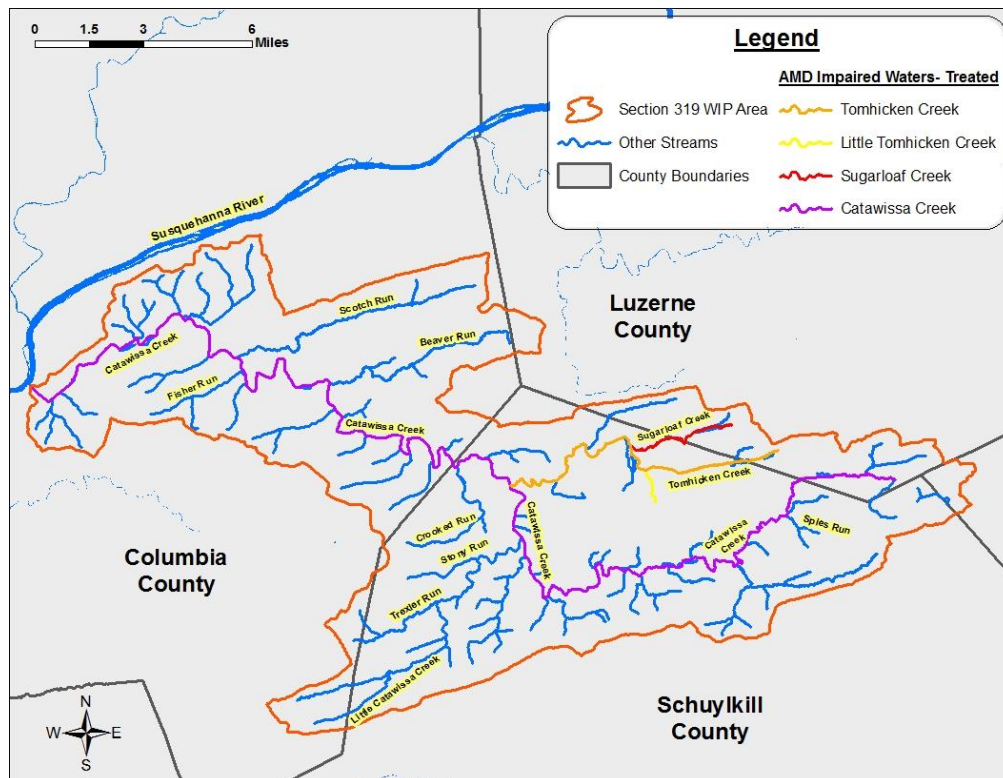 0 1.5 3 6
Miles
Legend
AMD Impaired Waters- Treated
Section 319 WIP Area
Other Streams
County Boundaries
Tomhicken Creek
Little Tomhicken Creek
Sugarloaf Creek
Catawissa Creek
Susquehanna River
Luzerne
County
Scotch Run
Beaver Run
Catawissa Creek
Fisher Run
Catawissa Creek
Sugarloaf Creek
Tomhicken Creek
Crooked Run
Catawissa Creek
Catawissa
Creek
Spies Run
Stony Run
Columbia
County
Trexler Run
Little Catawissa Creek
Schuylkill
County
N
W E
S